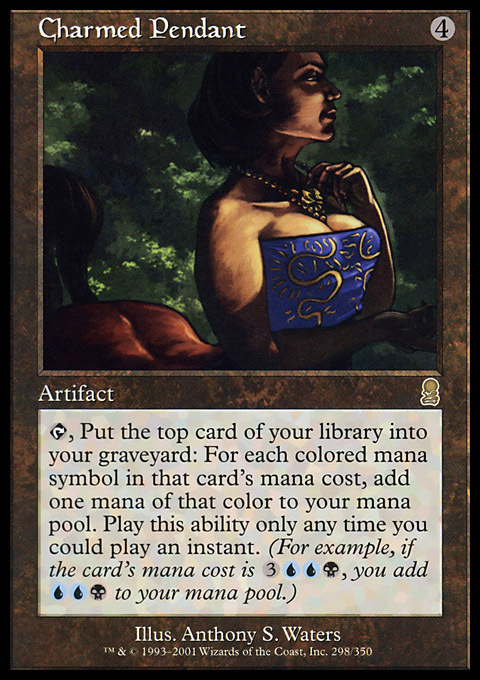 Charmed Pendant 4
Artifact
, Put the top card of your library into
your graveyard: For each colored mana
symbol in that card's mana cost, add
one mana of that color to your mana
pool. Play this ability only any time you
could play an instant. (For example, if
the card's mana cost is 3, you add
to your mana pool.)
Illus. Anthony S. Waters
™ & © 1993–2001 Wizards of the Coast, Inc. 298/350